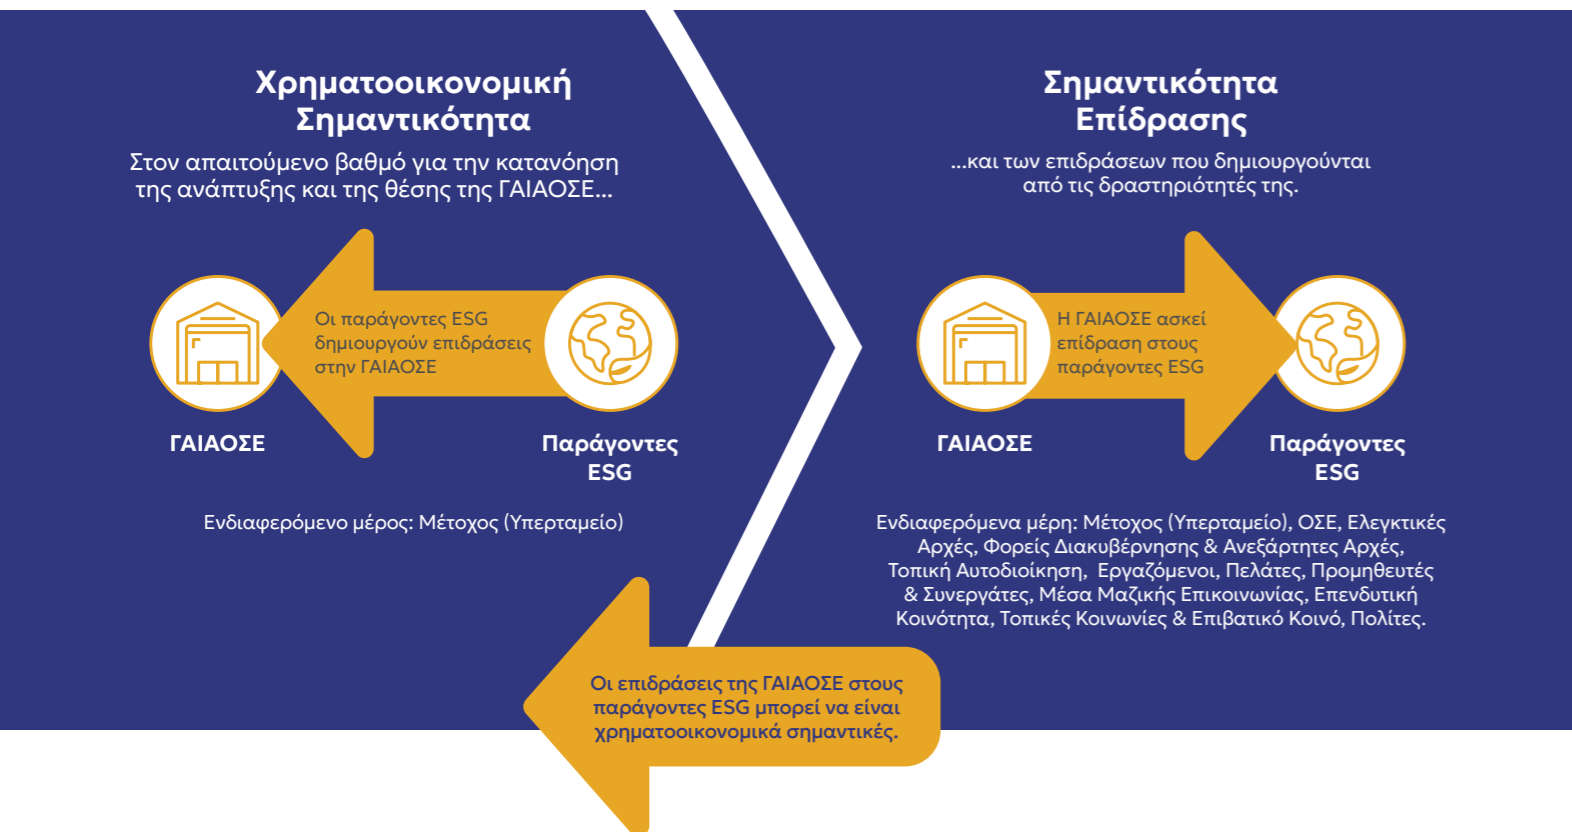 Χρηματοοικονομική
Σημαντικότητα
Στον απαιτούμενο βαθμό για την κατανόηση
της ανάπτυξης και της θέσης της ΓΑΙΑΟΣΕ...
Οι παράγοντες ESG
δημιουργούν επιδράσεις
στην ΓΑΙΑΟΣΕ
ΓΑΙΑΟΣΕ
Παράγοντες
ESG
Ενδιαφερόμενο μέρος: Μέτοχος (Υπερταμείο)
Σημαντικότητα
Επίδρασης
...και των επιδράσεων που δημιουργούνται
από τις δραστηριότητές της.
Η ΓΑΙΑΟΣΕ ασκεί
επίδραση στους
παράγοντες ESG
ΓΑΙΑΟΣΕ
Παράγοντες
ESG
Ενδιαφερόμενα μέρη: Μέτοχος (Υπερταμείο), ΟΣΕ, Ελεγκτικές
Αρχές, Φορείς Διακυβέρνησης & Ανεξάρτητες Αρχές,
Τοπική Αυτοδιοίκηση, Εργαζόμενοι, Πελάτες, Προμηθευτές
& Συνεργάτες, Μέσα Μαζικής Επικοινωνίας, Επενδυτική
Κοινότητα, Τοπικές Κοινωνίες & Επιβατικό Κοινό, Πολίτες.
Οι επιδράσεις της ΓΑΙΑΟΣΕ στους
παράγοντες ESG μπορεί να είναι
χρηματοοικονομικά σημαντικές.